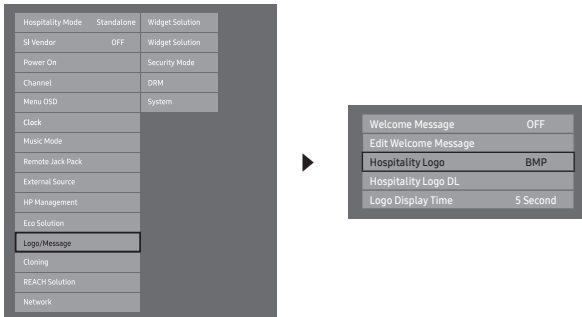 Hospitality Mode Standalone Widget Solution
SI Vendor OFF Widget Solution
Power On Security Mode
Channel DRM
Menu OSD System
Clock
Music Mode
Remote Jack Pack
External Source
HP Management
Eco Solution
Logo/Message
Cloning
REACH Solution
Network
Welcome Message OFF
Edit Welcome Message
Hospitality Logo BMP
Hospitality Logo DL
Logo Display Time 5 Second